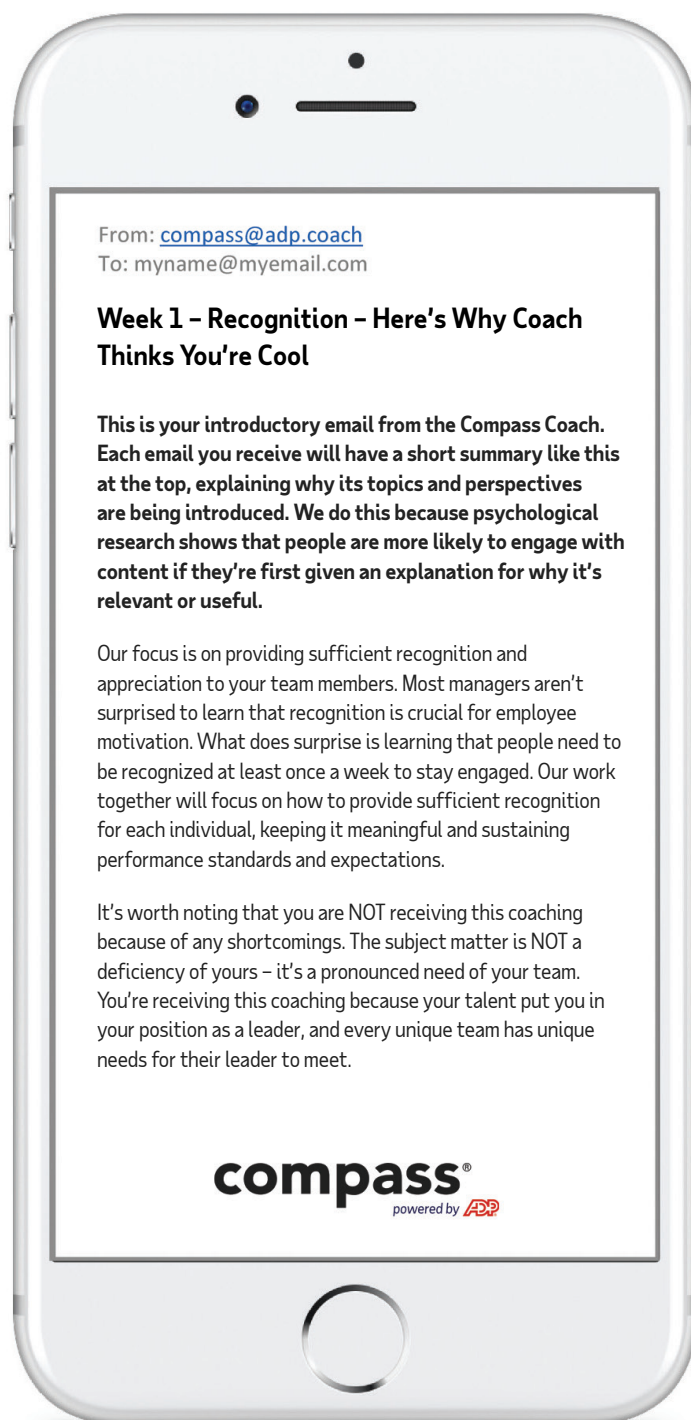 From: compass@adp.coach
To: myname@myemail.com
Week 1 – Recognition – Here's Why Coach
Thinks You're Cool
This is your introductory email from the Compass Coach.
Each email you receive will have a short summary like this
at the top, explaining why its topics and perspectives
are being introduced. We do this because psychological
research shows that people are more likely to engage with
content if they're first given an explanation for why it's
relevant or useful.
Our focus is on providing sufficient recognition and
appreciation to your team members. Most managers aren't
surprised to learn that recognition is crucial for employee
motivation. What does surprise is learning that people need to
be recognized at least once a week to stay engaged. Our work
together will focus on how to provide sufficient recognition
for each individual, keeping it meaningful and sustaining
performance standards and expectations.
It's worth noting that you are NOT receiving this coaching
because of any shortcomings. The subject matter is NOT a
deficiency of yours – it's a pronounced need of your team.
You're receiving this coaching because your talent put you in
your position as a leader, and every unique team has unique
needs for their leader to meet.
compass®
powered by ADP